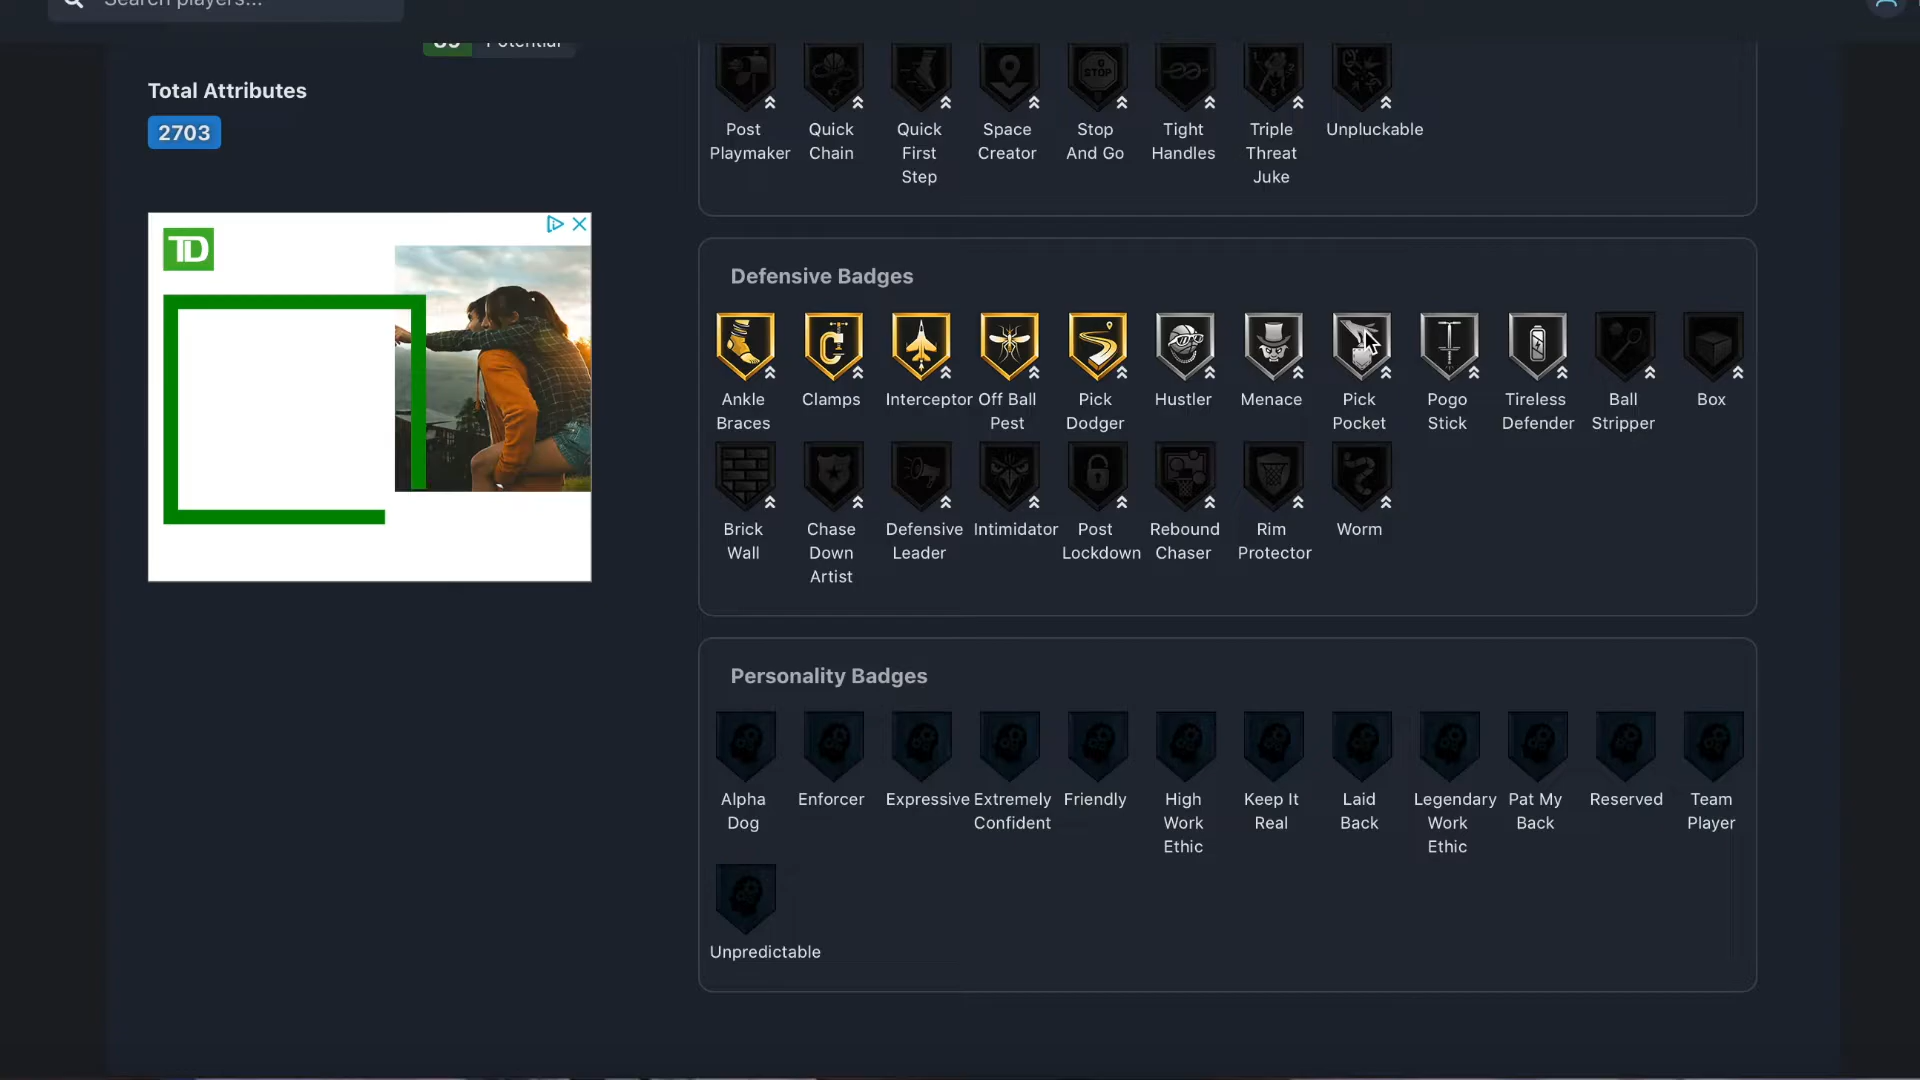 Search players...
89 Potential
Total Attributes
2703
TD
Post Playmaker
Quick Chain
Quick First Step
Space Creator
STOP
Stop And Go
Tight Handles
Triple Threat Juke
Unpluckable
Defensive Badges
Ankle Braces
Clamps
Interceptor
Off Ball Pest
Pick Dodger
Hustler
Menace
Pick Pocket
Pogo Stick
Tireless Defender
Ball Stripper
Box
Brick Wall
Chase Down Artist
Defensive Leader
Intimidator
Post Lockdown
Rebound Chaser
Rim Protector
Worm
Personality Badges
Alpha Dog
Enforcer
Expressive
Extremely Confident
Friendly
High Work Ethic
Keep It Real
Laid Back
Legendary Work Ethic
Pat My Back
Reserved
Team Player
Unpredictable